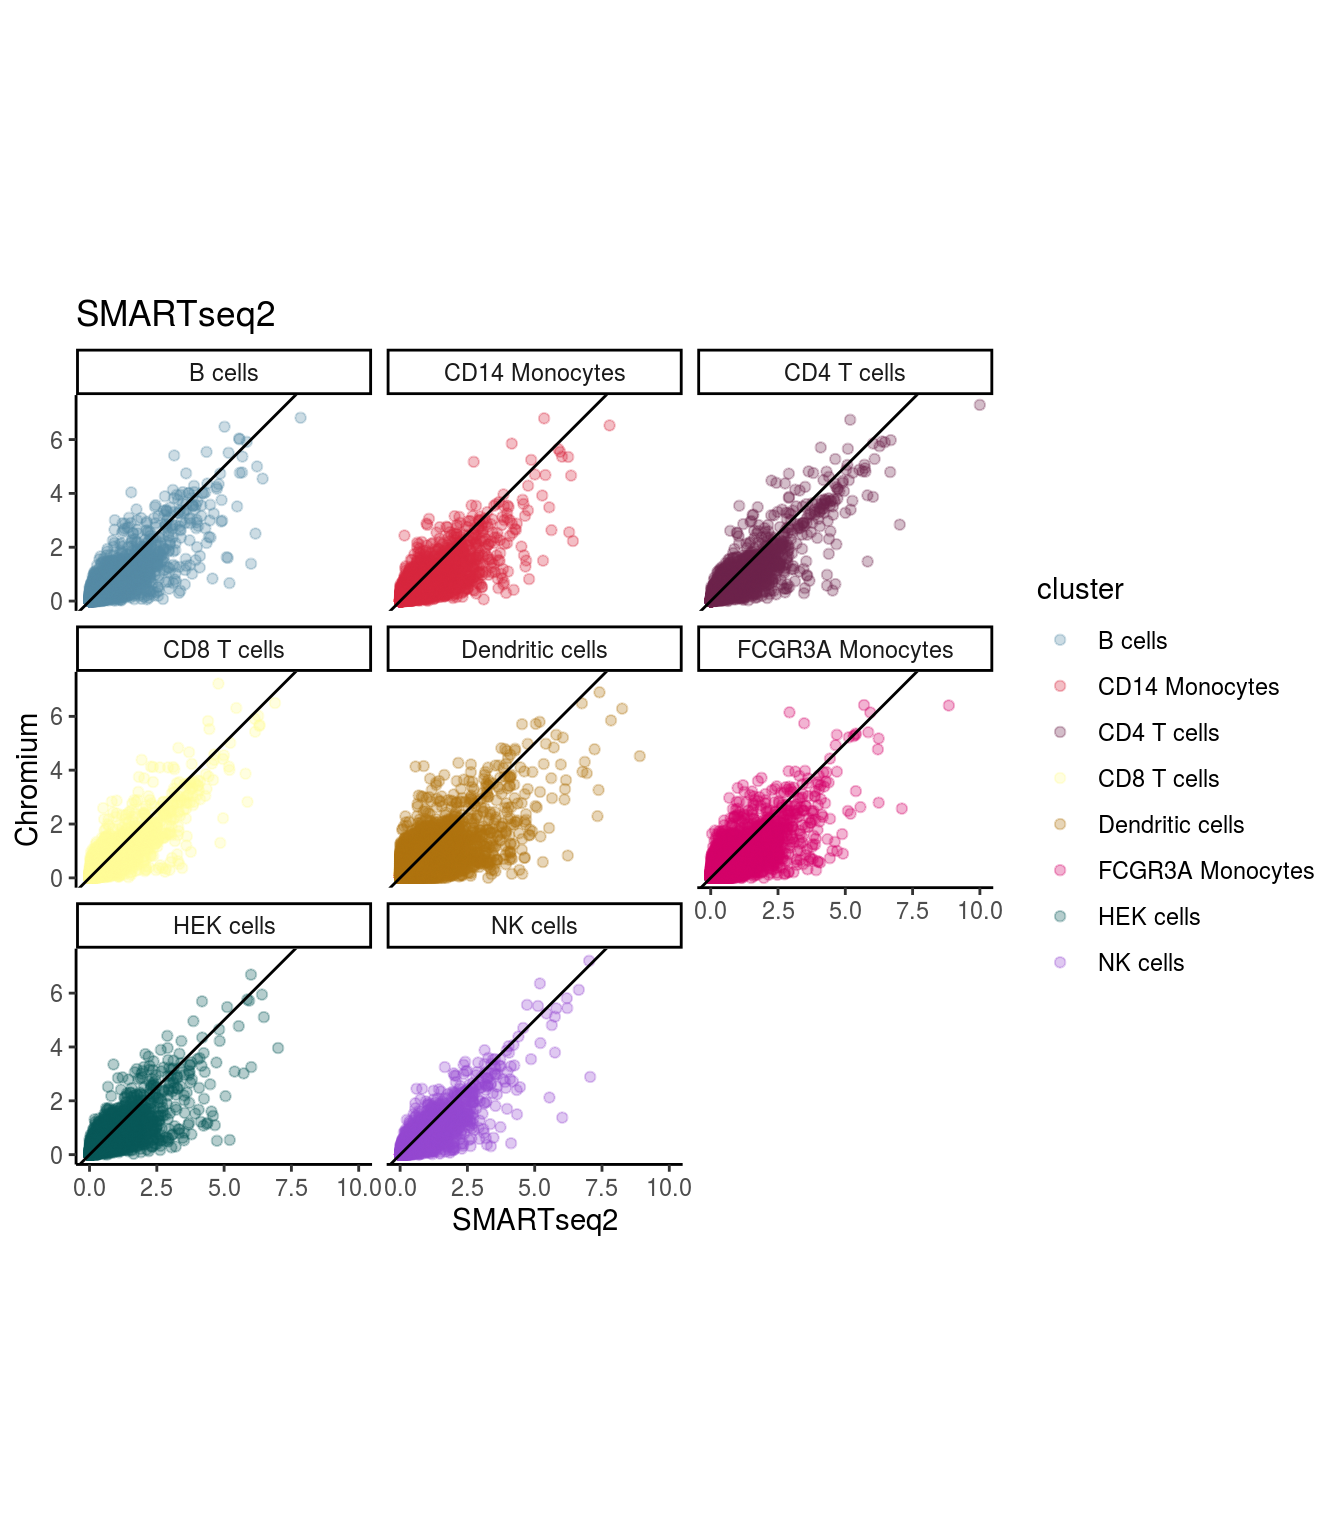 SMARTseq2
B cells
CD14 Monocytes
CD4 T cells
6
4
2
0
CD8 T cells
Dendritic cells
FCGR3A Monocytes
6
4
2
0
0.0 2.5 5.0 7.5 10.0
HEK cells
NK cells
6
4
2
0
0.0 2.5 5.0 7.5 10.0
0.0 2.5 5.0 7.5 10.0
SMARTseq2
Chromium
cluster
B cells
CD14 Monocytes
CD4 T cells
CD8 T cells
Dendritic cells
FCGR3A Monocytes
HEK cells
NK cells